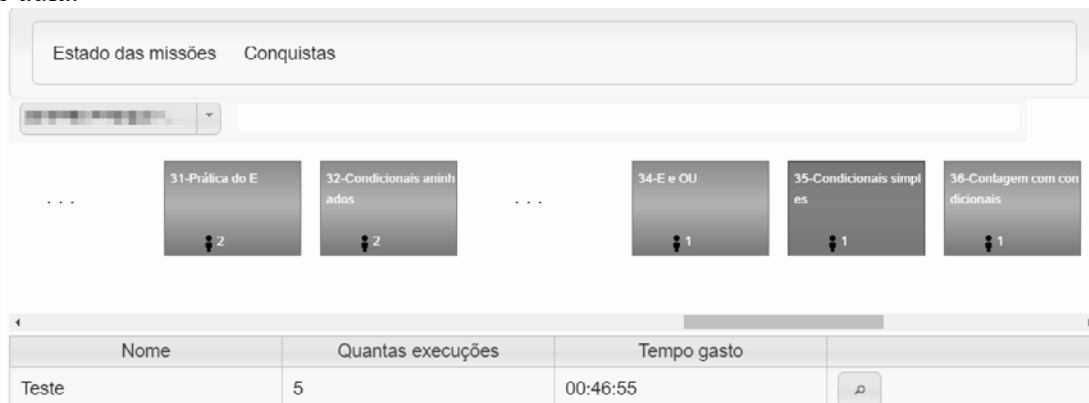 Estado das missões Conquistas
. . .
31-Prática do E
2
32-Condicionais aninh
ados
2
. . .
34-E e OU
1
35-Condicionais simpl
es
1
36-Contagem com con
dicionais
1
Nome Quantas execuções Tempo gasto
Teste 5 00:46:55